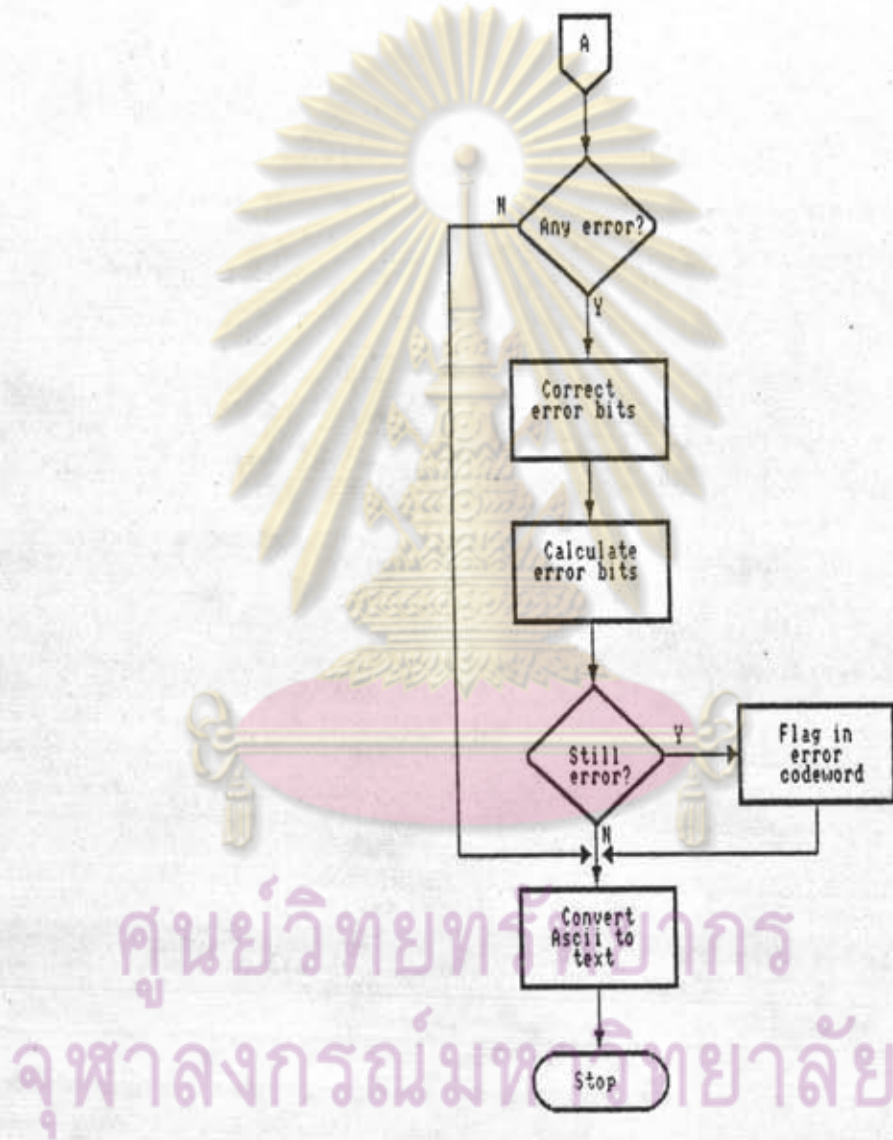 A
N
Any error?
Y
Correct
error bits
Calculate
error bits
Still
error?
Y
Flag in
error
codeword
N
Convert
Ascii to
text
Stop
ศูนย์วิทยทรัพยากร
จุฬาลงกรณ์มหาวิทยาลัย